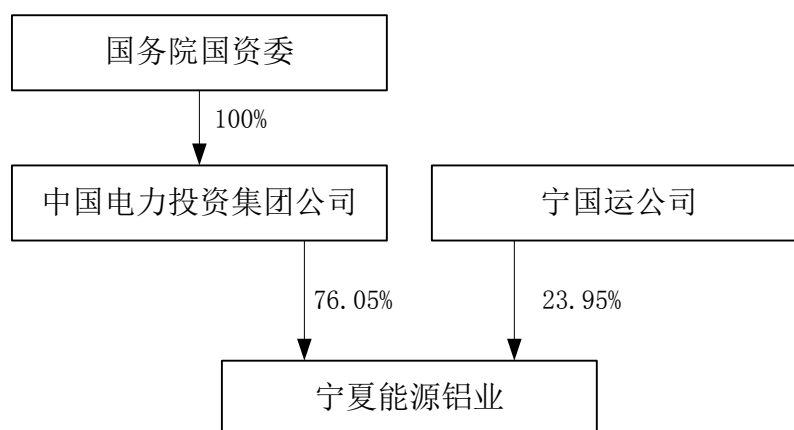 国务院国资委
100%
中国电力投资集团公司
宁国运公司
76.05%
23.95%
宁夏能源铝业